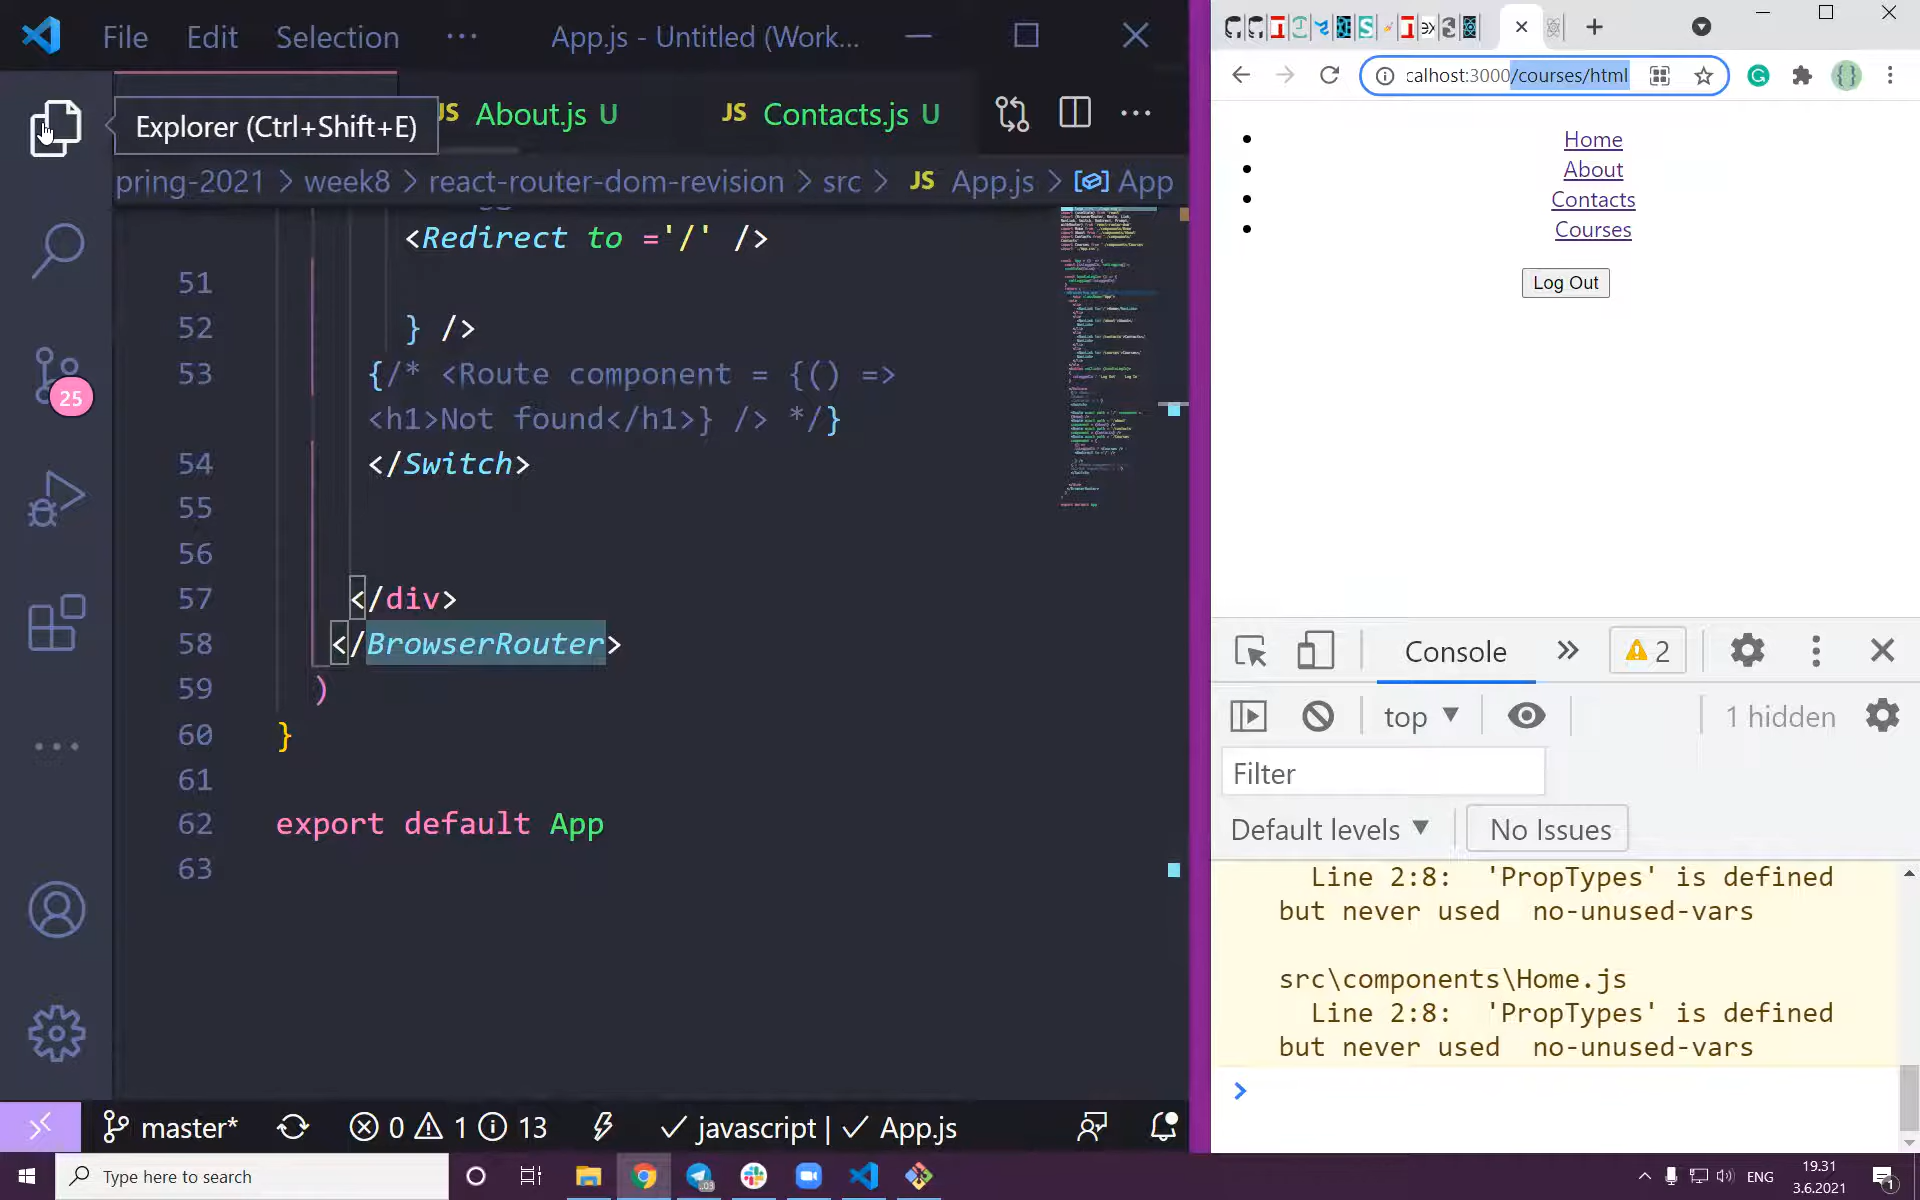 File Edit Selection ··· App.js - Untitled (Work...
Explorer (Ctrl+Shift+E)
JS About.js U JS Contacts.js U ···
pring-2021 > week8 > react-router-dom-revision > src > JS App.js > App
<Redirect to ='/' />
51
52 } />
53 {/* <Route component = {() =>
<h1>Not found</h1>} /> */}
54 </Switch>
55
56
57 </div>
58 </BrowserRouter>
59 )
60 }
61
62 export default App
63
25
master* 0 1 13 javascript | App.js
calhost:3000/courses/html
Home
About
Contacts
Courses
Log Out
Console 2
top 1 hidden
Filter
Default levels No Issues
Line 2:8: 'PropTypes' is defined
but never used no-unused-vars
src\components\Home.js
Line 2:8: 'PropTypes' is defined
but never used no-unused-vars
Type here to search
ENG
19.31
3.6.2021